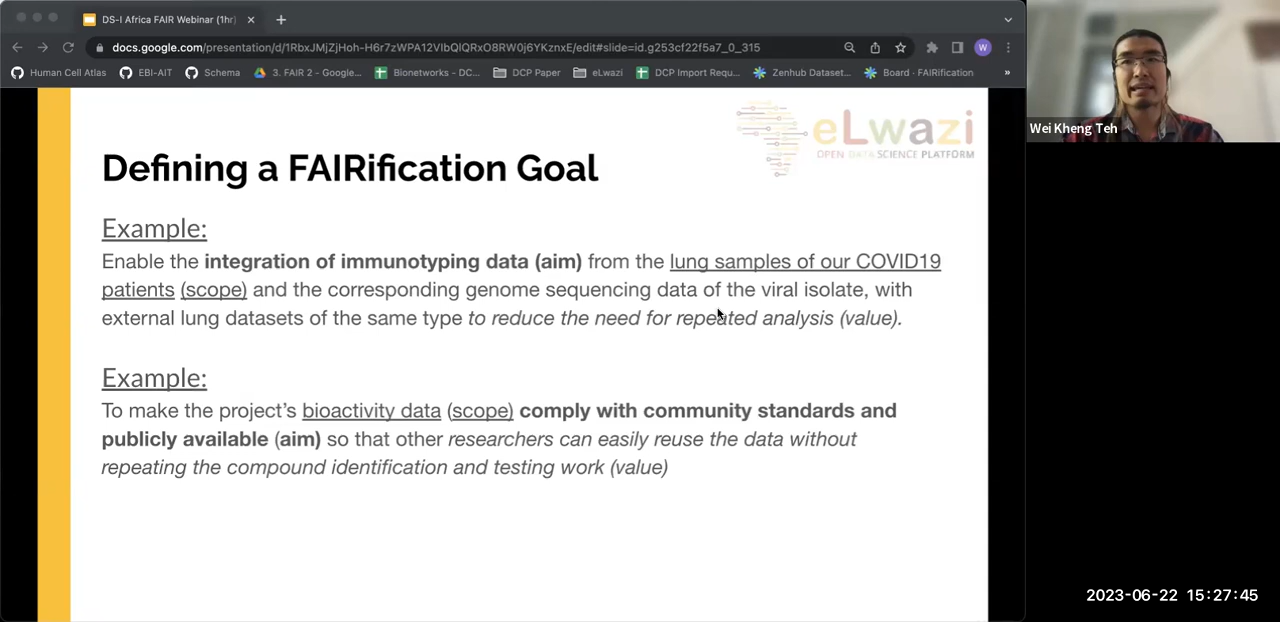 DS-I Africa FAIR Webinar (1hr)
docs.google.com/presentation/d/1RbxJMjZjHoh-H6r7zWPA12VIbQlQRxO8RW0j6YKznxE/edit#slide=id.g253cf22f5a7_0_315
W
Human Cell Atlas
EBI-AIT
Schema
3. FAIR 2 - Google...
Bionetworks - DC...
DCP Paper
eLwazi
DCP Import Requ...
Zenhub Dataset...
Board · FAIRification
»
eLwazi
OPEN DATA SCIENCE PLATFORM
Defining a FAIRification Goal
Example:
Enable the integration of immunotyping data (aim) from the lung samples of our COVID19
patients (scope) and the corresponding genome sequencing data of the viral isolate, with
external lung datasets of the same type to reduce the need for repeated analysis (value).
Example:
To make the project's bioactivity data (scope) comply with community standards and
publicly available (aim) so that other researchers can easily reuse the data without
repeating the compound identification and testing work (value)
Wei Kheng Teh
2023-06-22 15:27:45